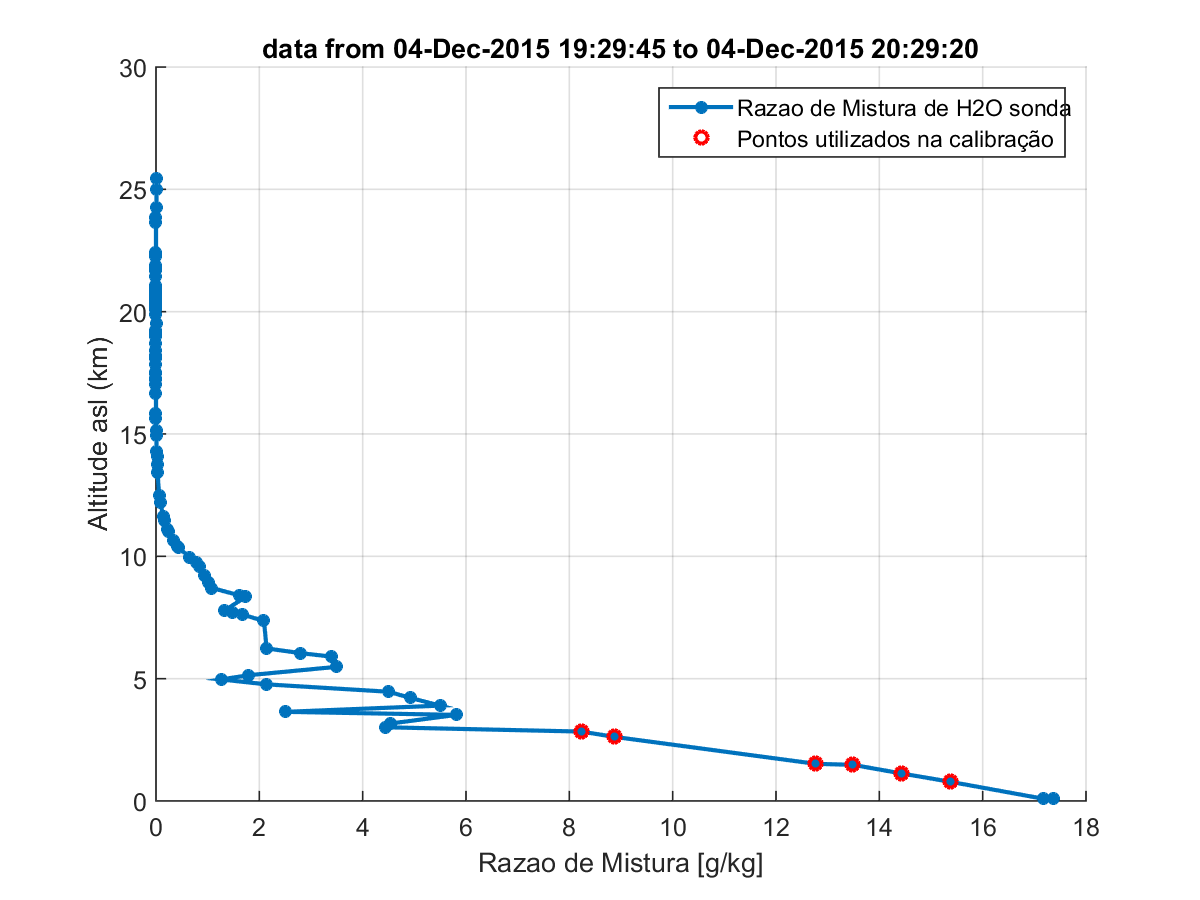 data from 04-Dec-2015 19:29:45 to 04-Dec-2015 20:29:20
30
25
20
15
10
5
0
Altitude asl (km)
Razao de Mistura de H2O sonda
Pontos utilizados na calibração
0 2 4 6 8 10 12 14 16 18
Razao de Mistura [g/kg]